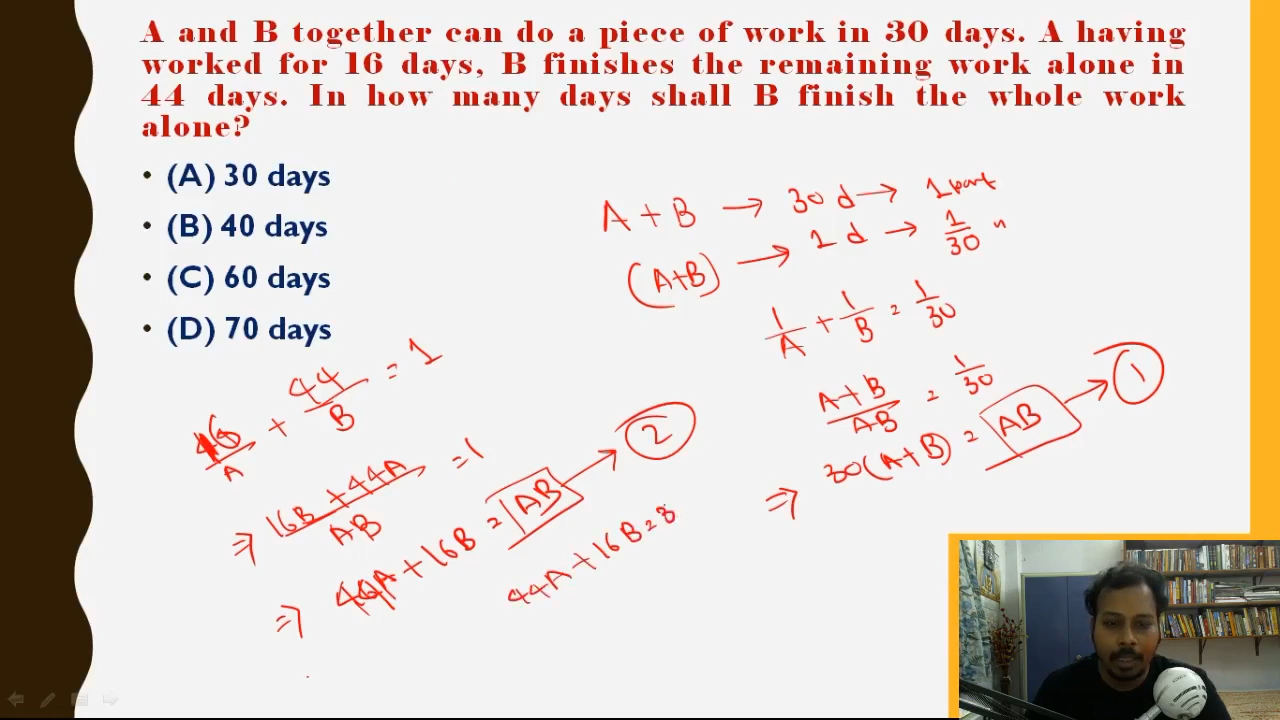 A and B together can do a piece of work in 30 days. A having
worked for 16 days, B finishes the remaining work alone in
44 days. In how many days shall B finish the whole work
alone?
• (A) 30 days
• (B) 40 days
• (C) 60 days
• (D) 70 days
A + B → 30 d → 1 part
(A+B) → 1 d → 1/30 "
1/A + 1/B = 1/30
A+B/AB = 1/30
30(A+B) = AB → 1
16/A + 44/B = 1
⇒ 16B + 44A/AB = 1
⇒ 44A + 16B = AB → 2
44A + 16B = 3
⇒